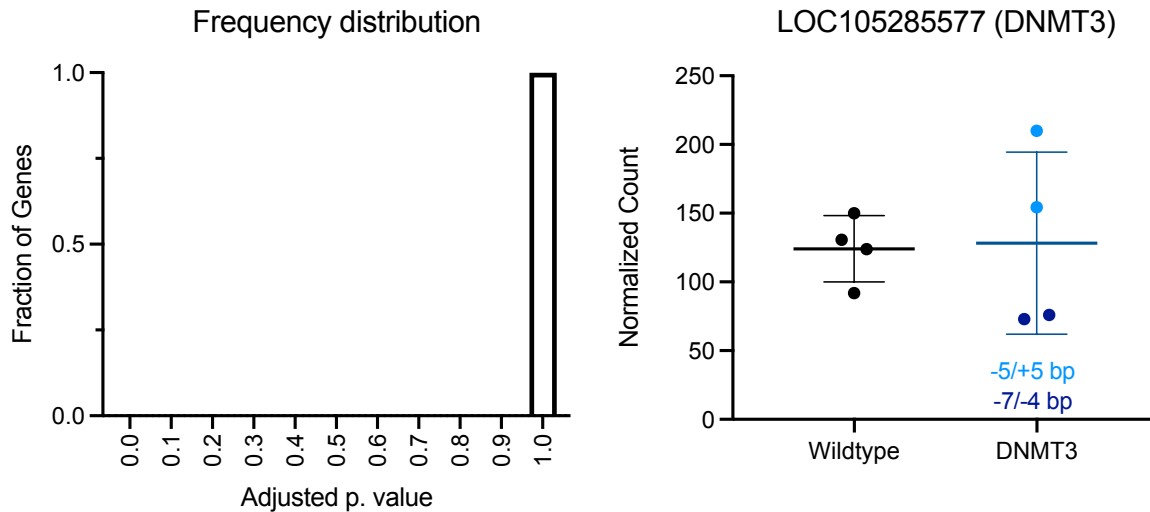 Frequency distribution
1.0
0.5
0.0
Fraction of Genes
0.0
0.1
0.2
0.3
0.4
0.5
0.6
0.7
0.8
0.9
1.0
Adjusted p. value
LOC105285577 (DNMT3)
250
200
150
100
50
0
Normalized Count
-5/+5 bp
-7/-4 bp
Wildtype
DNMT3